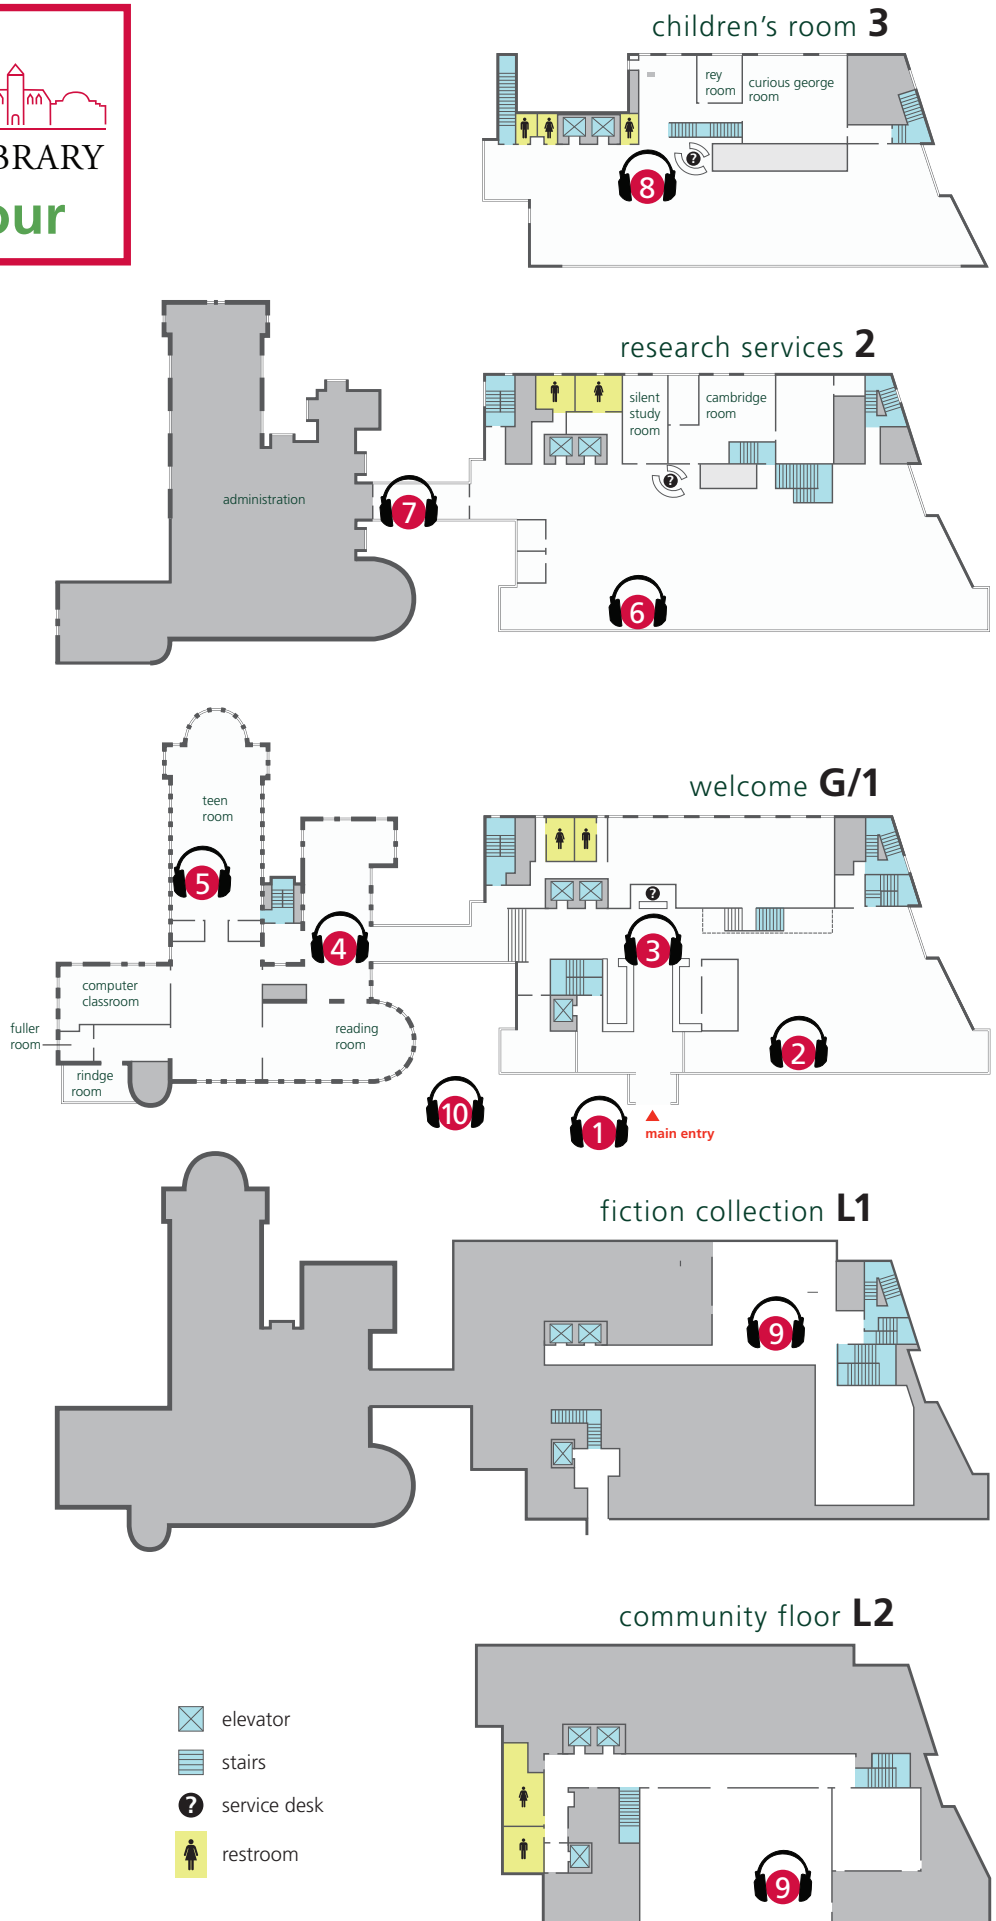 children's room 3
rey
room
curious george
room
8
?
research services 2
silent
study
room
cambridge
room
administration
7
?
6
welcome G/1
teen
room
5
4
?
3
computer
classroom
fuller
room
rindge
room
reading
room
2
10
1
main entry
fiction collection L1
9
community floor L2
elevator
stairs
? service desk
restroom
9